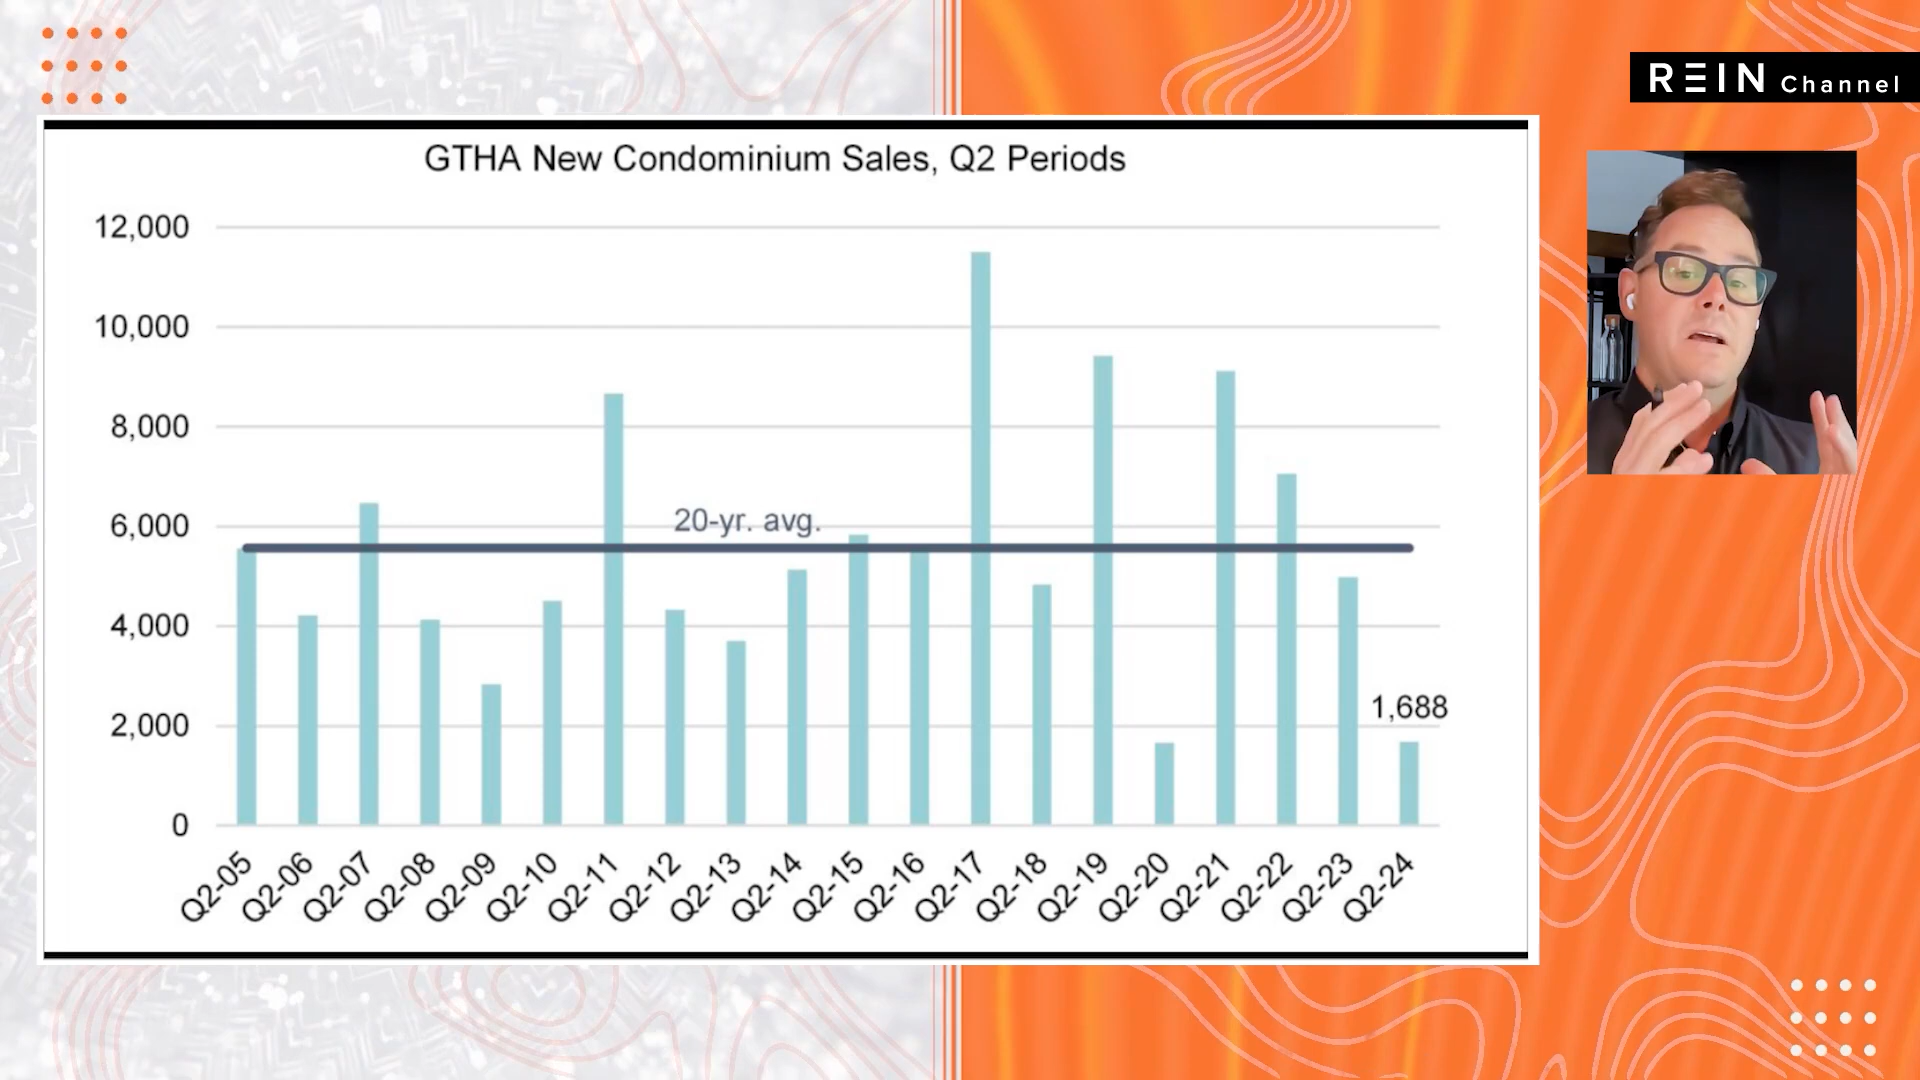 REIN Channel
GTHA New Condominium Sales, Q2 Periods
12,000
10,000
8,000
6,000
4,000
2,000
0
20-yr. avg.
1,688
Q2-05
Q2-06
Q2-07
Q2-08
Q2-09
Q2-10
Q2-11
Q2-12
Q2-13
Q2-14
Q2-15
Q2-16
Q2-17
Q2-18
Q2-19
Q2-20
Q2-21
Q2-22
Q2-23
Q2-24